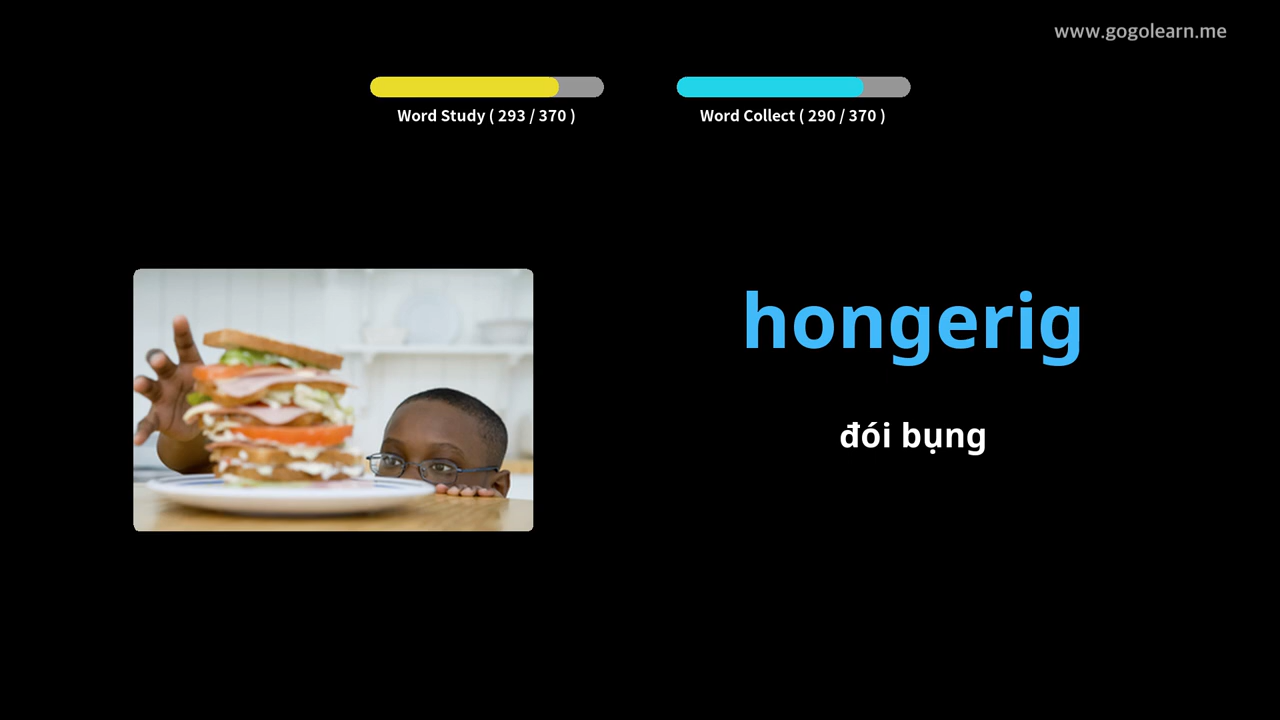 www.gogolearn.me
Word Study ( 293 / 370 )
Word Collect ( 290 / 370 )
hongerig
đói bụng